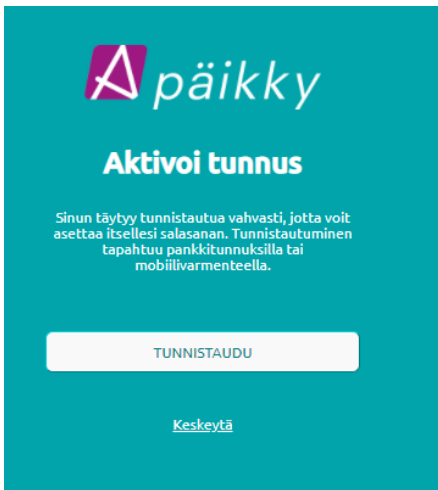 A päikky
Aktivoi tunnus
Sinun täytyy tunnistautua vahvasti, jotta voit
asettaa itsellesi salasanan. Tunnistautuminen
tapahtuu pankkitunnuksilla tai
mobiilivarmenteella.
TUNNISTAUDU
Keskeytä